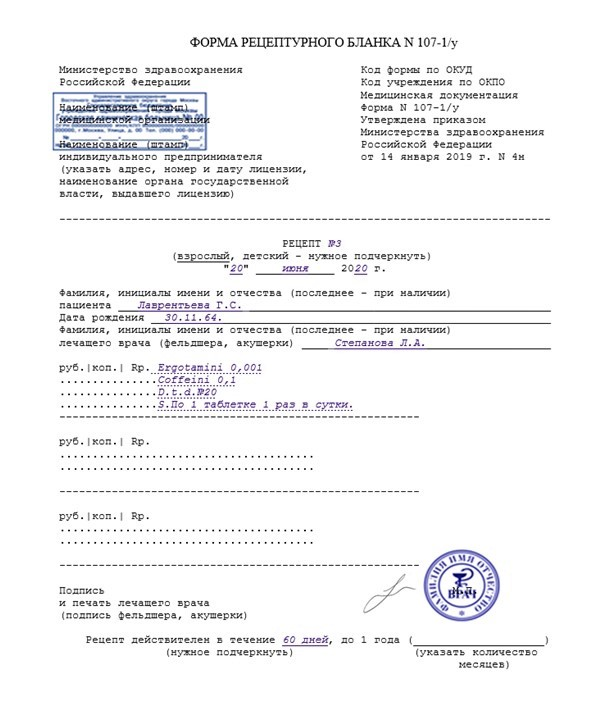 ФОРМА РЕЦЕПТУРНОГО БЛАНКА N 107-1/у
Министерство здравоохранения
Российской Федерации
Наименование (штамп)
медицинской организации
Наименование (штамп)
индивидуального предпринимателя
(указать адрес, номер и дату лицензии,
наименование органа государственной
власти, выдавшего лицензию)
Код формы по ОКУД
Код учреждения по ОКПО
Медицинская документация
Форма N 107-1/у
Утверждена приказом
Министерства здравоохранения
Российской Федерации
от 14 января 2019 г. N 4н
РЕЦЕПТ №3
(взрослый, детский - нужное подчеркнуть)
"20" июня 2020 г.
Фамилия, инициалы имени и отчества (последнее - при наличии)
пациента Лаврентьева Г.С.
Дата рождения 30.11.64.
Фамилия, инициалы имени и отчества (последнее - при наличии)
лечащего врача (фельдшера, акушерки) Степанова Л.А.
руб.|коп.| Rp. Ergotamini 0,001
...............Coffeini 0,1
...............D.t.d.№20
...............S.По 1 таблетке 1 раз в сутки.
руб.|коп.| Rp.
руб.|коп.| Rp.
Подпись
и печать лечащего врача
(подпись фельдшера, акушерки)
ФАМИЛИЯ ИМЯ ОТЧЕСТВО
ВРАЧ
Рецепт действителен в течение 60 дней, до 1 года (____________________)
(нужное подчеркнуть) (указать количество
месяцев)